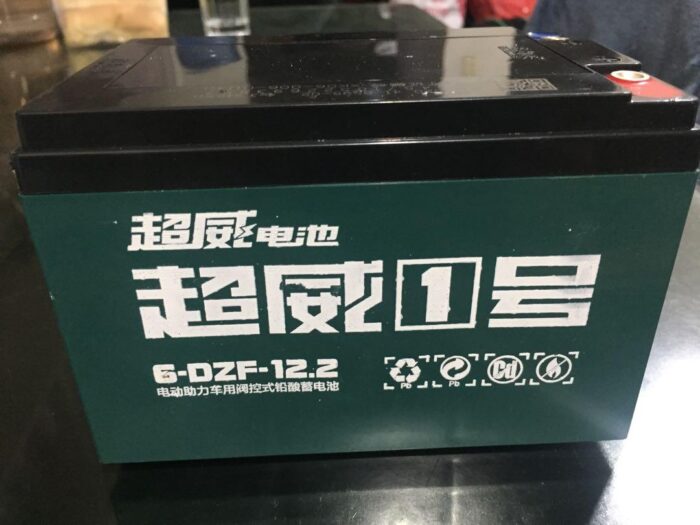 超威电池
超威1号
6-DZF-12.2
电动助力车用阀控式铅酸蓄电池
Pb Pb Cd